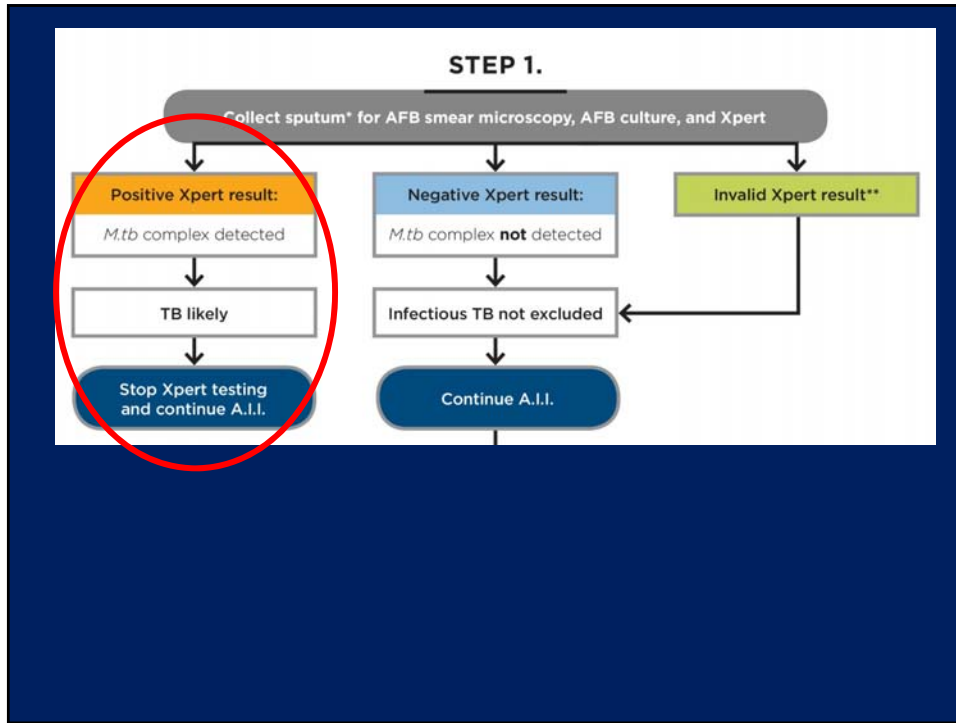 STEP 1.
Collect sputum* for AFB smear microscopy, AFB culture, and Xpert
Positive Xpert result:
M.tb complex detected
TB likely
Stop Xpert testing
and continue A.I.I.
Negative Xpert result:
M.tb complex not detected
Infectious TB not excluded
Continue A.I.I.
Invalid Xpert result**